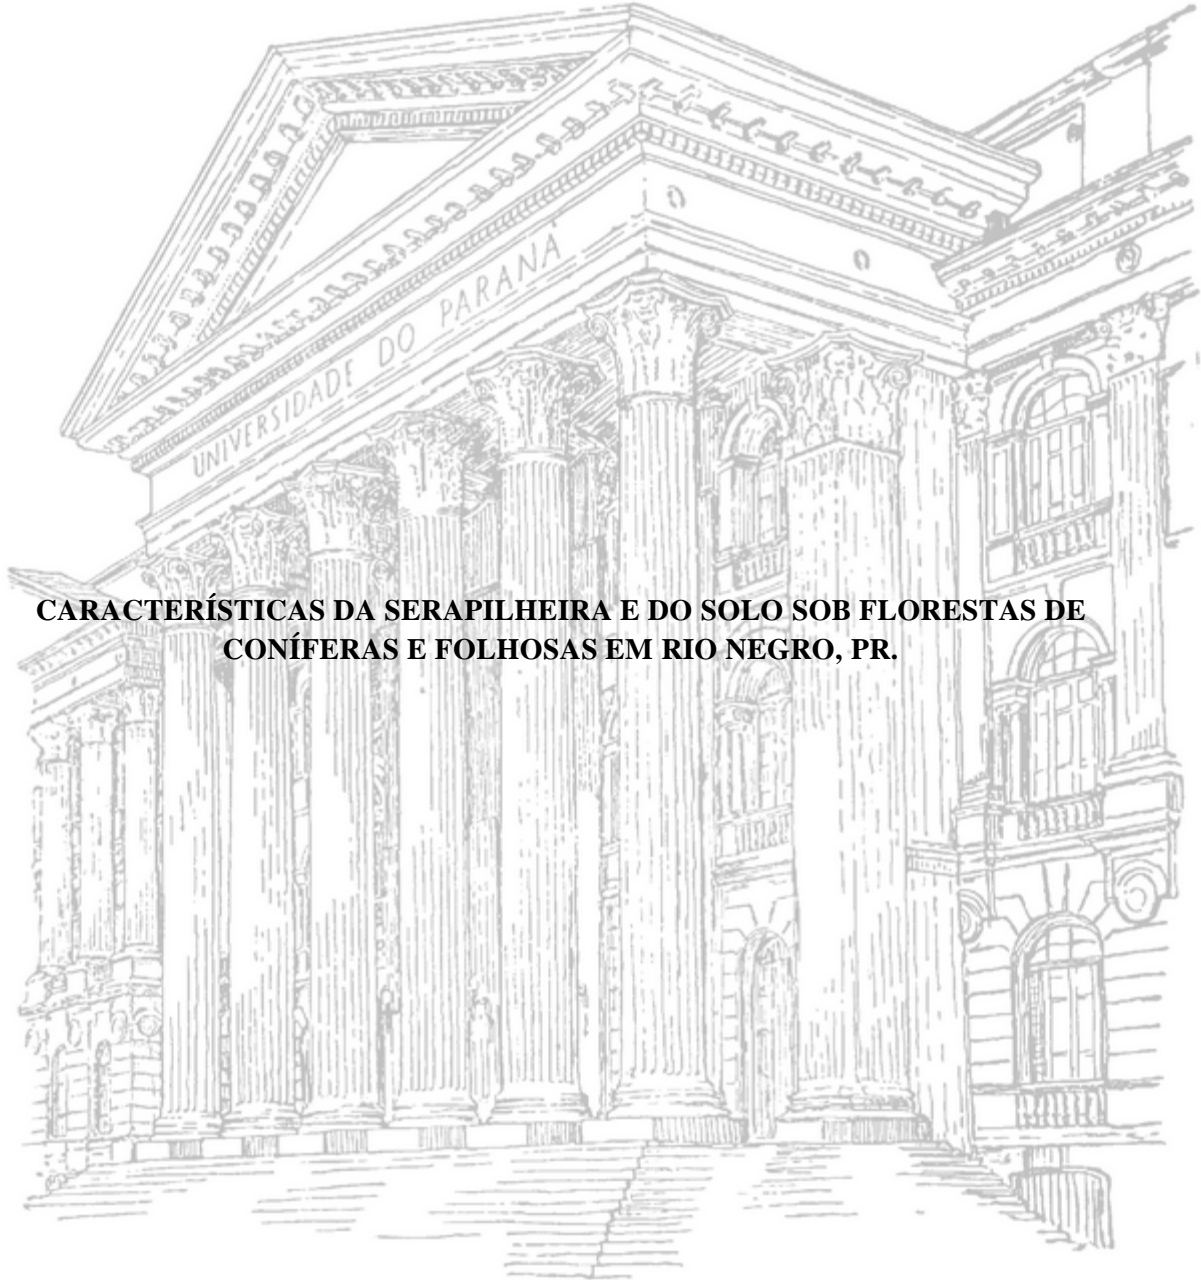 UNIVERSIDADE DO PARANÁ
CARACTERÍSTICAS DA SERAPILHEIRA E DO SOLO SOB FLORESTAS DE
CONÍFERAS E FOLHOSAS EM RIO NEGRO, PR.